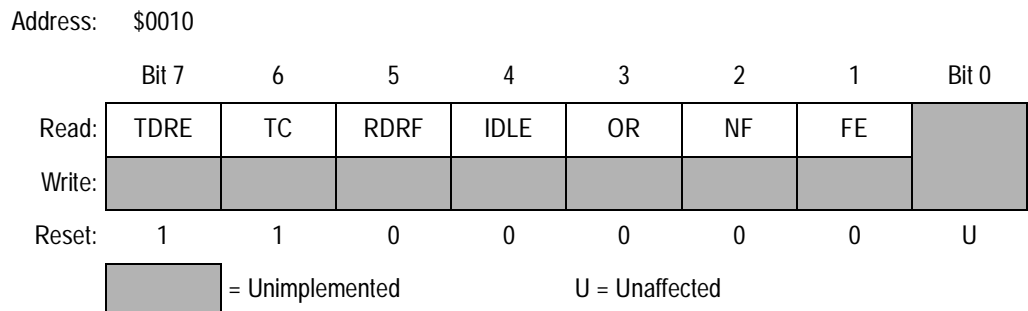 Address: $0010
Bit 7 6 5 4 3 2 1 Bit 0
Read: TDRE TC RDRF IDLE OR NF FE
Write:
Reset: 1 1 0 0 0 0 0 U
= Unimplemented U = Unaffected